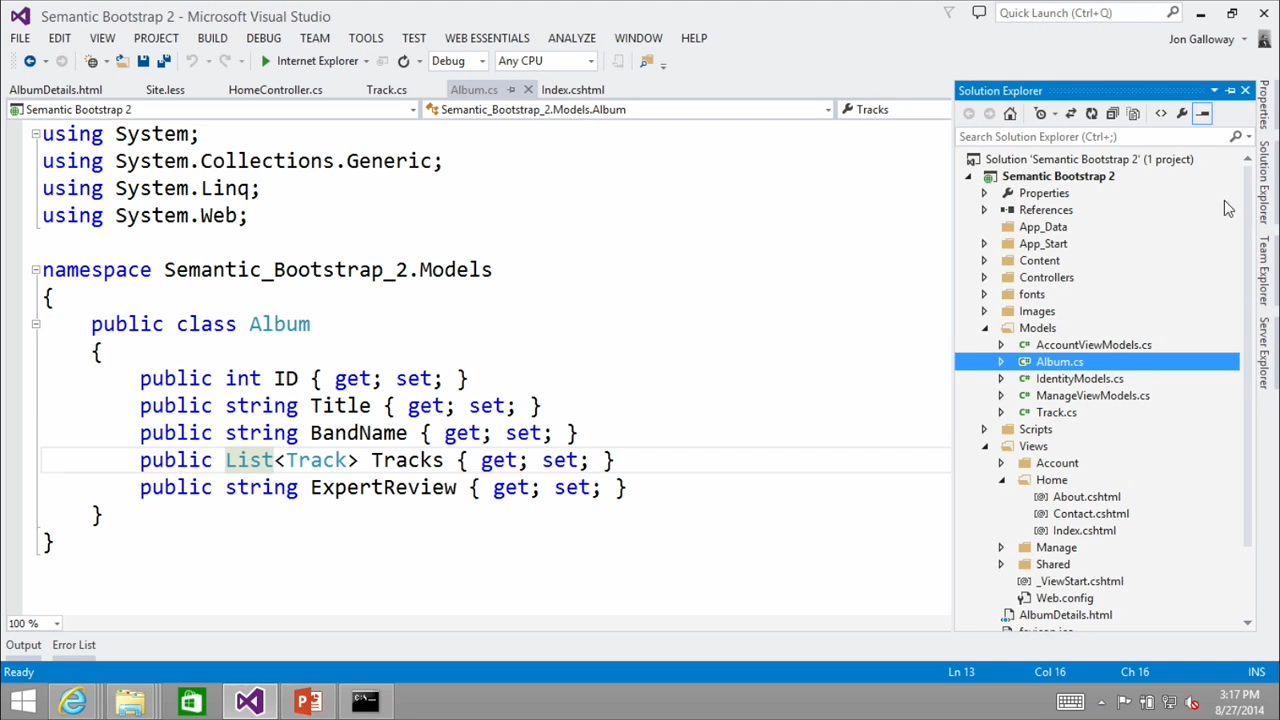 Semantic Bootstrap 2 - Microsoft Visual Studio
Quick Launch (Ctrl+Q)
FILE EDIT VIEW PROJECT BUILD DEBUG TEAM TOOLS TEST WEB ESSENTIALS ANALYZE WINDOW HELP
Jon Galloway
Internet Explorer Debug Any CPU
AlbumDetails.html Site.less HomeController.cs Track.cs Album.cs Index.cshtml
Semantic Bootstrap 2 Semantic_Bootstrap_2.Models.Album Tracks
using System;
using System.Collections.Generic;
using System.Linq;
using System.Web;
namespace Semantic_Bootstrap_2.Models
{
public class Album
{
public int ID { get; set; }
public string Title { get; set; }
public string BandName { get; set; }
public List<Track> Tracks { get; set; }
public string ExpertReview { get; set; }
}
}
100 %
Solution Explorer
Search Solution Explorer (Ctrl+;)
Solution 'Semantic Bootstrap 2' (1 project)
Semantic Bootstrap 2
Properties
References
App_Data
App_Start
Content
Controllers
fonts
Images
Models
AccountViewModels.cs
Album.cs
IdentityModels.cs
ManageViewModels.cs
Track.cs
Scripts
Views
Account
Home
About.cshtml
Contact.cshtml
Index.cshtml
Manage
Shared
_ViewStart.cshtml
Web.config
AlbumDetails.html
Properties
Solution Explorer
Team Explorer
Server Explorer
Output Error List
Ready Ln 13 Col 16 Ch 16 INS
3:17 PM
8/27/2014